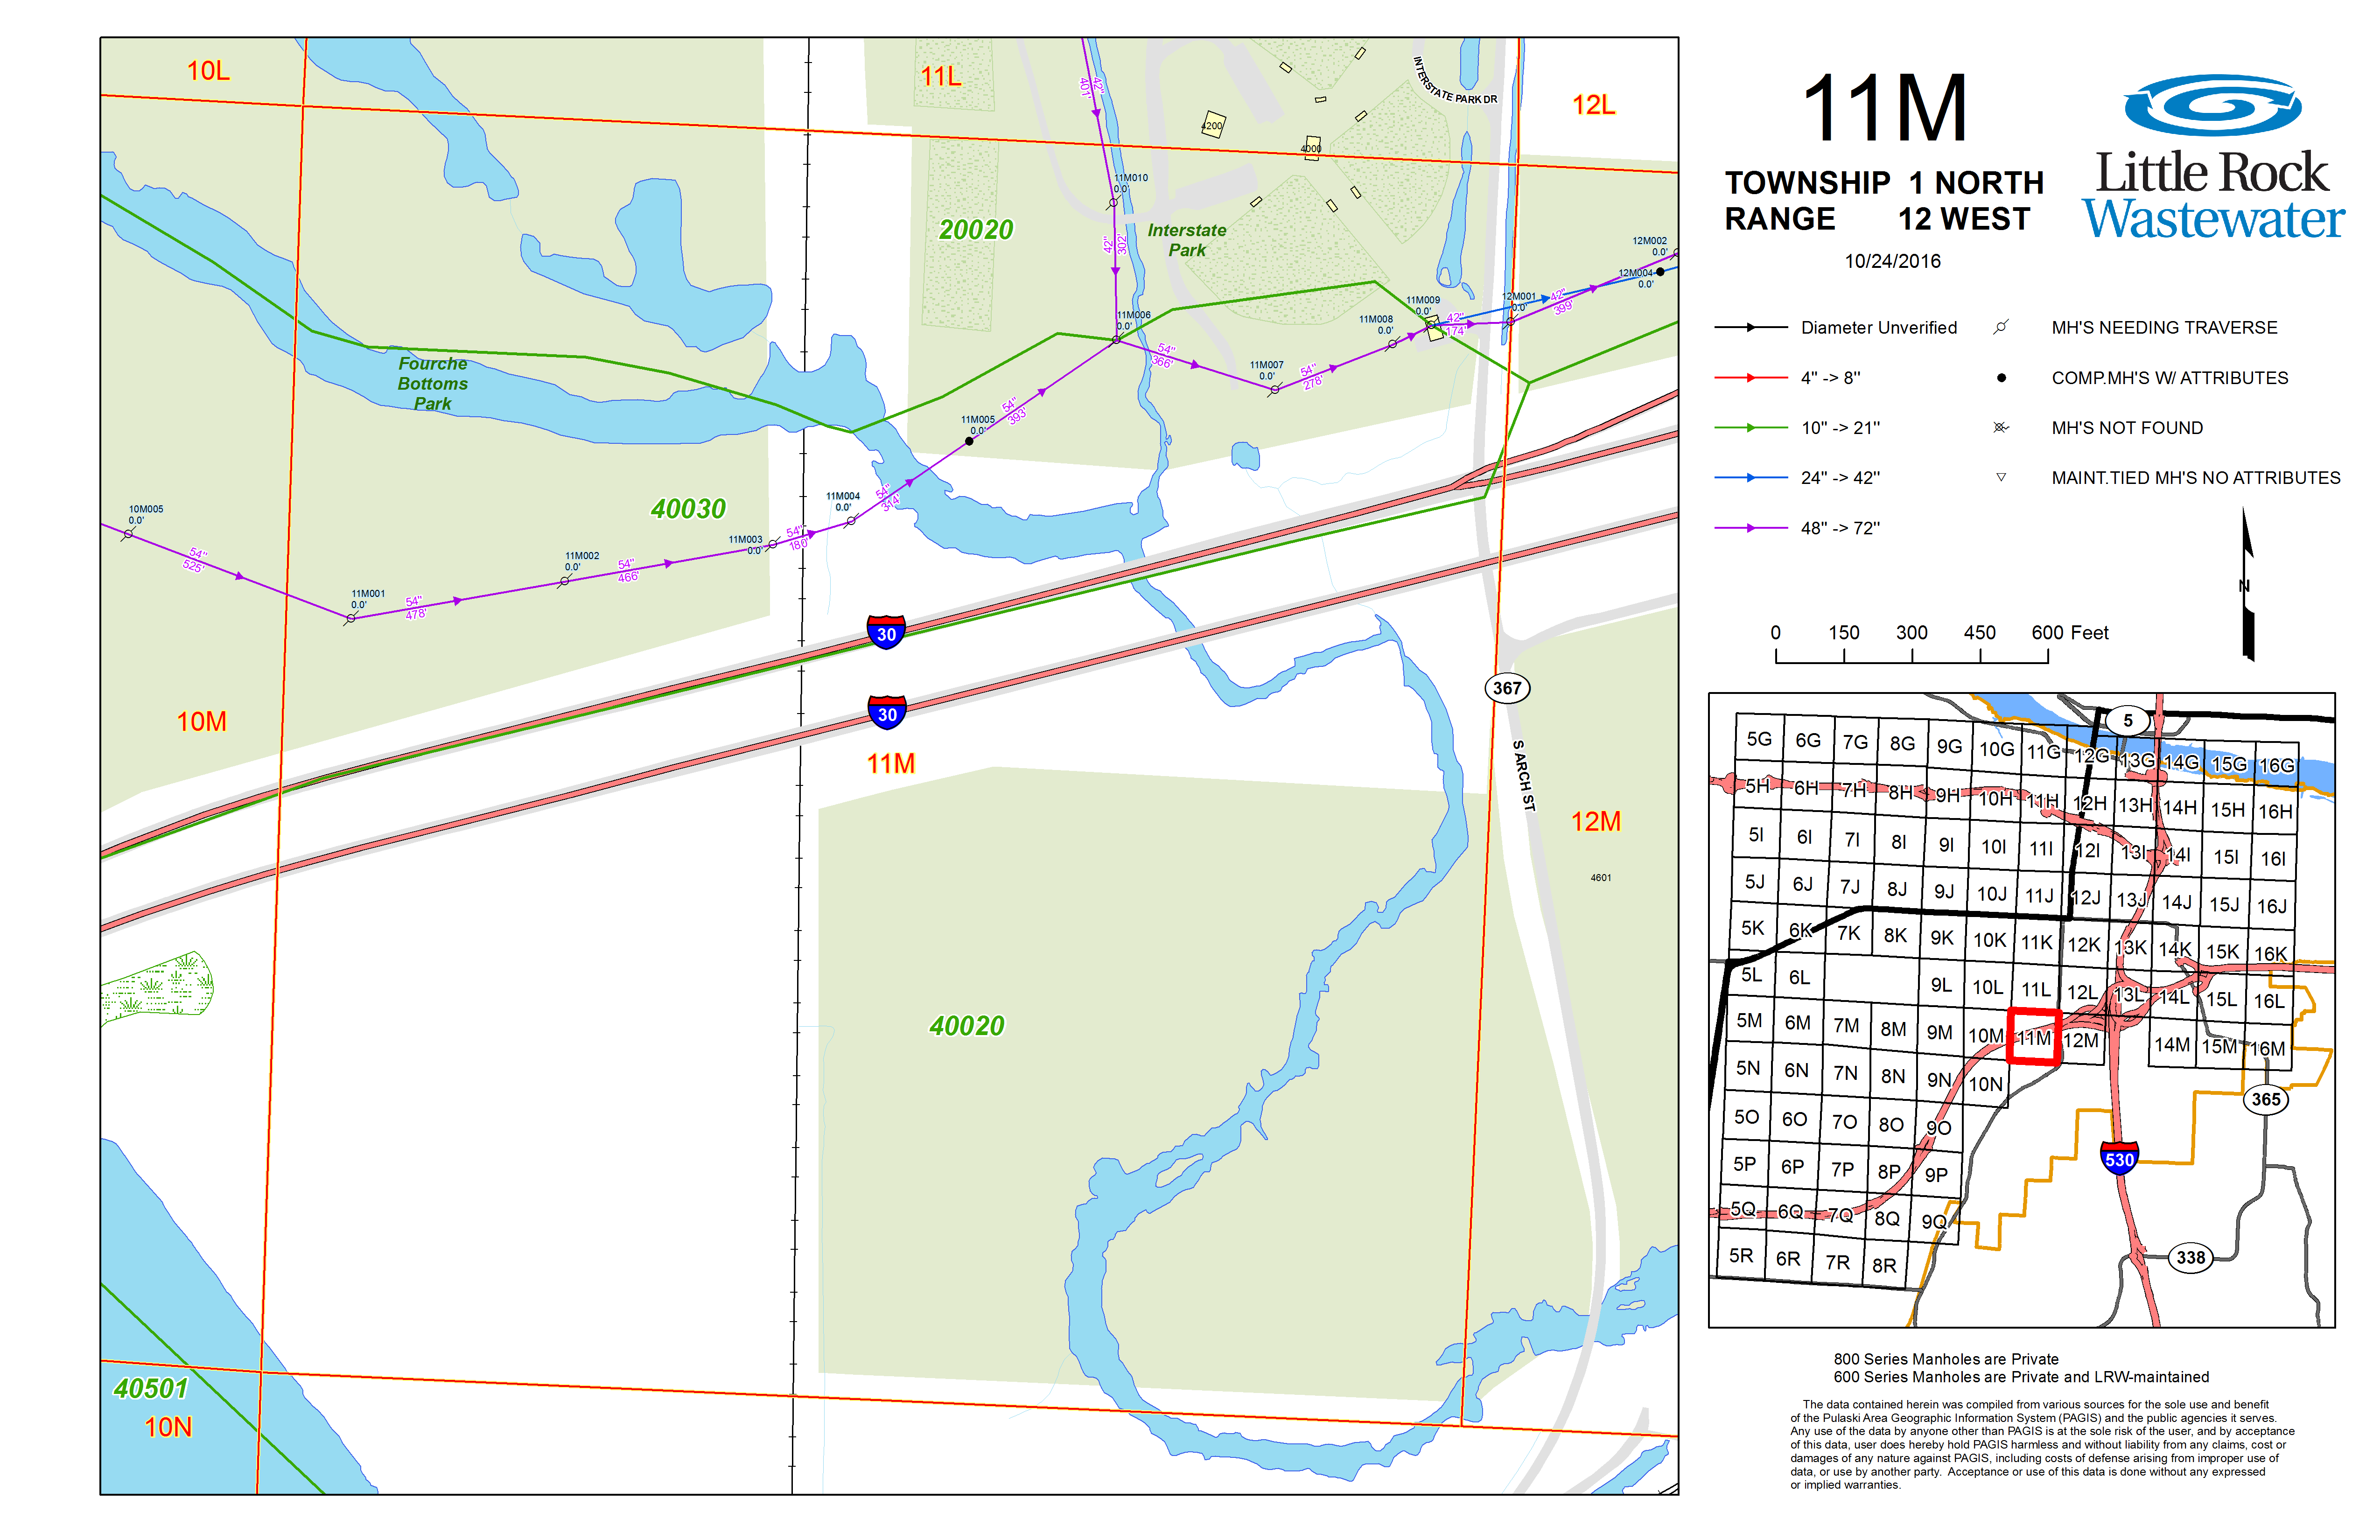 10L
11L
12L
INTERSTATE PARK DR
42"
401'
4200
4000
11M010
0.0'
20020
Interstate
Park
42"
302'
12M002
0.0'
12M004
0.0'
11M009
0.0'
12M001
0.0'
42"
399'
11M006
0.0'
11M008
0.0'
42"
174'
54"
366'
11M007
0.0'
54"
278'
Fourche
Bottoms
Park
11M005
0.0'
54"
393'
10M005
0.0'
40030
11M004
0.0'
54"
314'
54"
525'
11M002
0.0'
11M003
0.0'
54"
180'
54"
466'
11M001
0.0'
54"
478'
30
30
367
10M
11M
S ARCH ST
12M
4601
40020
40501
10N
11M
TOWNSHIP 1 NORTH
RANGE 12 WEST
10/24/2016
Little Rock
Wastewater
Diameter Unverified
4" -> 8"
10" -> 21"
24" -> 42"
48" -> 72"
MH'S NEEDING TRAVERSE
COMP.MH'S W/ ATTRIBUTES
MH'S NOT FOUND
MAINT.TIED MH'S NO ATTRIBUTES
N
0 150 300 450 600 Feet
5
5G 6G 7G 8G 9G 10G 11G 12G 13G 14G 15G 16G
5H 6H 7H 8H 9H 10H 11H 12H 13H 14H 15H 16H
5I 6I 7I 8I 9I 10I 11I 12I 13I 14I 15I 16I
5J 6J 7J 8J 9J 10J 11J 12J 13J 14J 15J 16J
5K 6K 7K 8K 9K 10K 11K 12K 13K 14K 15K 16K
5L 6L 9L 10L 11L 12L 13L 14L 15L 16L
5M 6M 7M 8M 9M 10M 11M 12M 14M 15M 16M
5N 6N 7N 8N 9N 10N
365
5O 6O 7O 8O 9O
530
5P 6P 7P 8P 9P
5Q 6Q 7Q 8Q 9Q
338
5R 6R 7R 8R
800 Series Manholes are Private
600 Series Manholes are Private and LRW-maintained
The data contained herein was compiled from various sources for the sole use and benefit
of the Pulaski Area Geographic Information System (PAGIS) and the public agencies it serves.
Any use of the data by anyone other than PAGIS is at the sole risk of the user, and by acceptance
of this data, user does hereby hold PAGIS harmless and without liability from any claims, cost or
damages of any nature against PAGIS, including costs of defense arising from improper use of
data, or use by another party. Acceptance or use of this data is done without any expressed
or implied warranties.